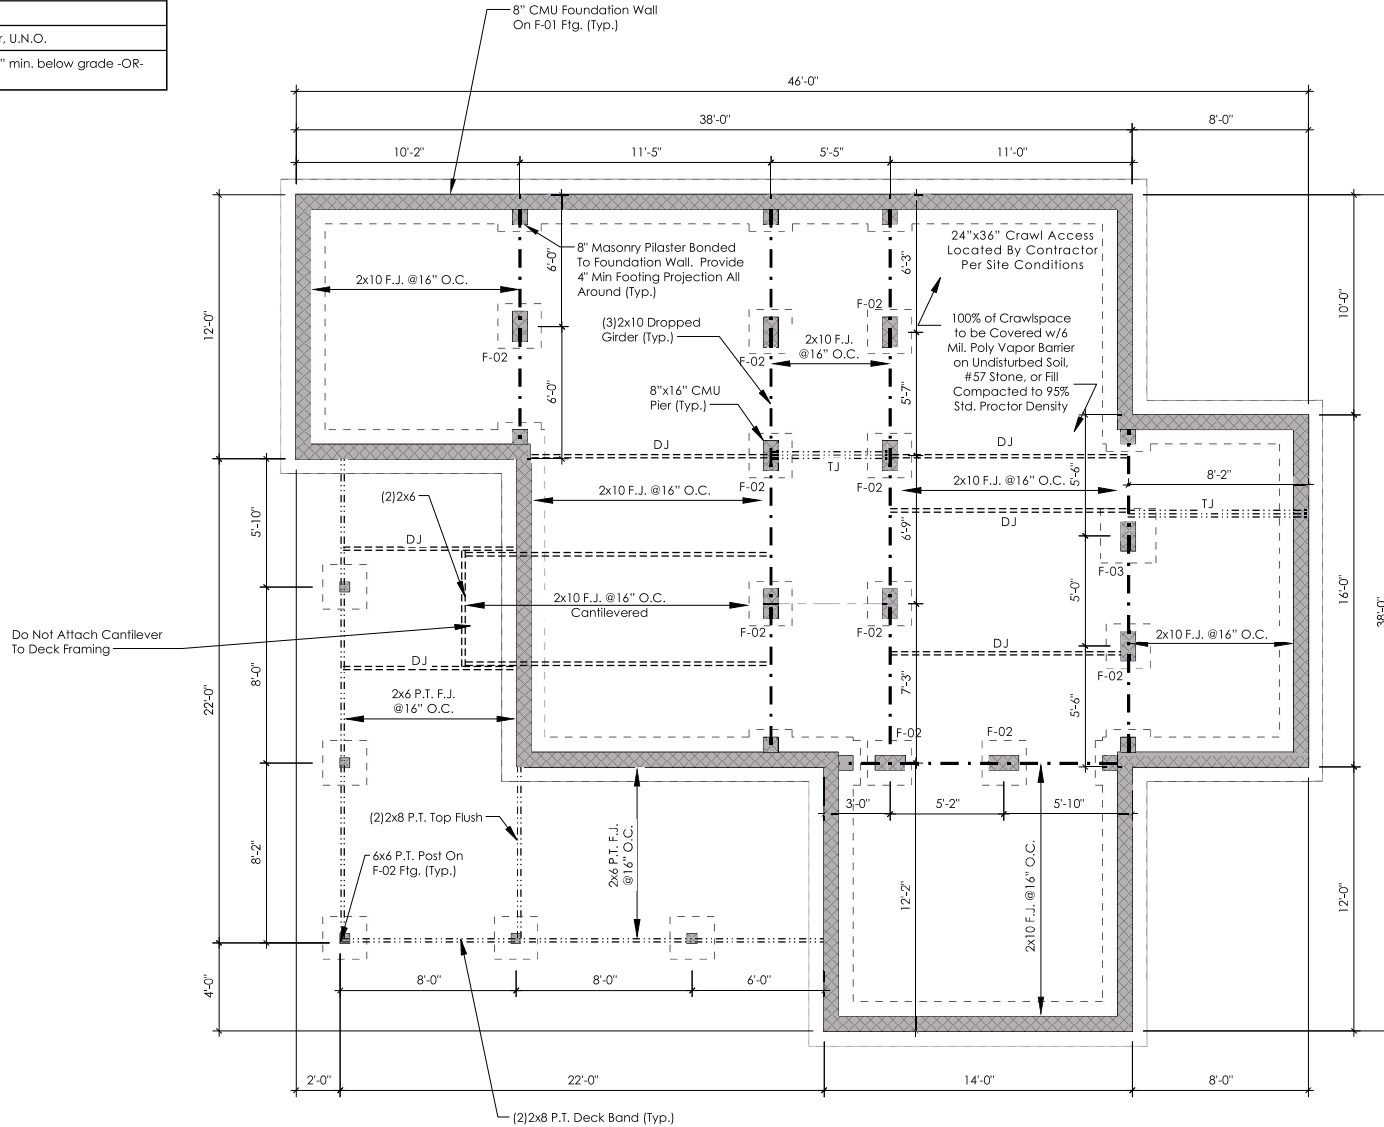 r, U.N.O.
" min. below grade -OR-
8" CMU Foundation Wall
On F-01 Ftg. (Typ.)
46'-0"
38'-0"
8'-0"
10'-2"
11'-5"
5'-5"
11'-0"
24"x36" Crawl Access
Located By Contractor
Per Site Conditions
8" Masonry Pilaster Bonded
To Foundation Wall. Provide
4" Min Footing Projection All
Around (Typ.)
6'-0"
6'-3"
2x10 F.J. @16" O.C.
12'-0"
10'-0"
F-02
F-02
F-02
(3)2x10 Dropped
Girder (Typ.)
2x10 F.J.
@16" O.C.
100% of Crawlspace
to be Covered w/6
Mil. Poly Vapor Barrier
on Undisturbed Soil,
#57 Stone, or Fill
Compacted to 95%
Std. Proctor Density
6'-0"
5'-7"
8"x16" CMU
Pier (Typ.)
DJ
TJ
DJ
5'-6"
8'-2"
F-02
F-02
2x10 F.J. @16" O.C.
2x10 F.J. @16" O.C.
(2)2x6
TJ
DJ
6'-9"
5'-10"
DJ
F-03
5'-0"
16'-0"
38'-0"
2x10 F.J. @16" O.C.
Cantilevered
F-02
F-02
Do Not Attach Cantilever
To Deck Framing
DJ
DJ
2x10 F.J. @16" O.C.
8'-0"
7'-3"
F-02
5'-6"
22'-0"
2x6 P.T. F.J.
@16" O.C.
F-02
F-02
3'-0"
5'-2"
5'-10"
(2)2x8 P.T. Top Flush
6x6 P.T. Post On
F-02 Ftg. (Typ.)
8'-2"
2x6 P.T. F.J.
@16" O.C.
12'-2"
2x10 F.J. @16" O.C.
12'-0"
4'-0"
8'-0"
8'-0"
6'-0"
2'-0"
22'-0"
14'-0"
8'-0"
(2)2x8 P.T. Deck Band (Typ.)